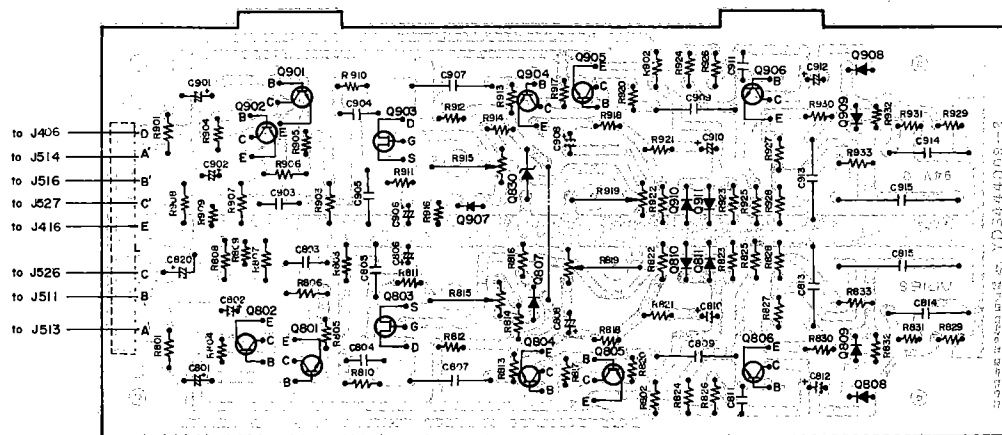 Q901 R910 C907 Q904 R917 Q905 R902 R924 R926 C911 Q906 C912 Q908
C901 B C B
Q902 C904 Q903 R912 R913 C R920 C909 C R930 Q909 R932
to J406 D R901 R904 B C E R905 D R914 E C908 R918 E R931 R929
to J514 A' E G S R921 C910 R927 C914
to J516 B' C902 R906 R911 R915 Q830 R933
to J527 C' R908 R909 R907 C903 R903 C905 C906 R916 Q907 R919 R922 Q910 Q911 R923 R925 R928 C913 C915
to J416 E
to J526 C C820 R808 R809 R807 C803 R803 C805 C806 R811 R816 Q807 R819 R822 Q810 Q811 R823 R825 R828 C815
to J511 B R806 R815 C813 R833
C802 Q803 S R814 C808 R821 C810 R827 C814
to J513 A' Q802 E C B Q801 E C B R805 G D R812 Q804 E R818 C809 Q806 E R830 Q809 R832 R831 R829
R801 R804 C804 R813 C B Q805 B C E R820 C B
C801 R810 C807 R802 R824 R826 C811 C812 Q808